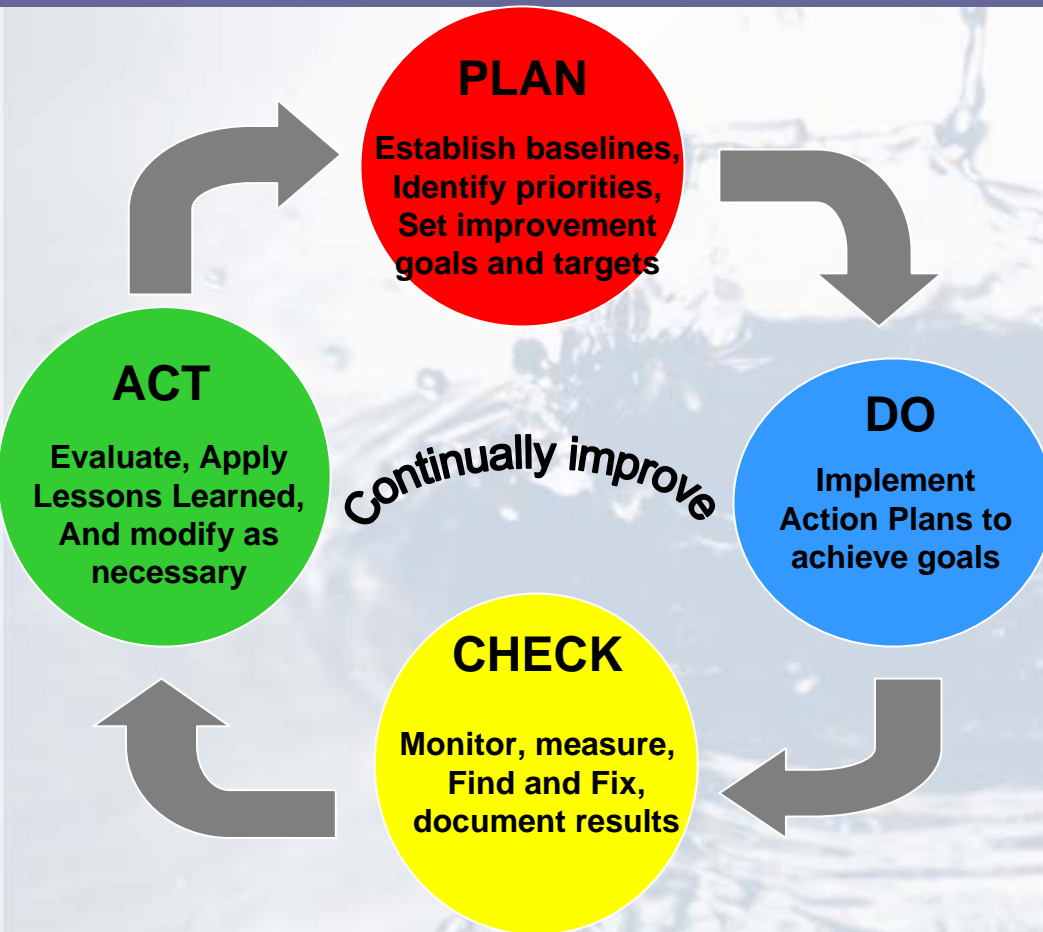 PLAN
Establish baselines,
Identify priorities,
Set improvement
goals and targets
DO
Implement
Action Plans to
achieve goals
CHECK
Monitor, measure,
Find and Fix,
document results
ACT
Evaluate, Apply
Lessons Learned,
And modify as
necessary
Continually improve